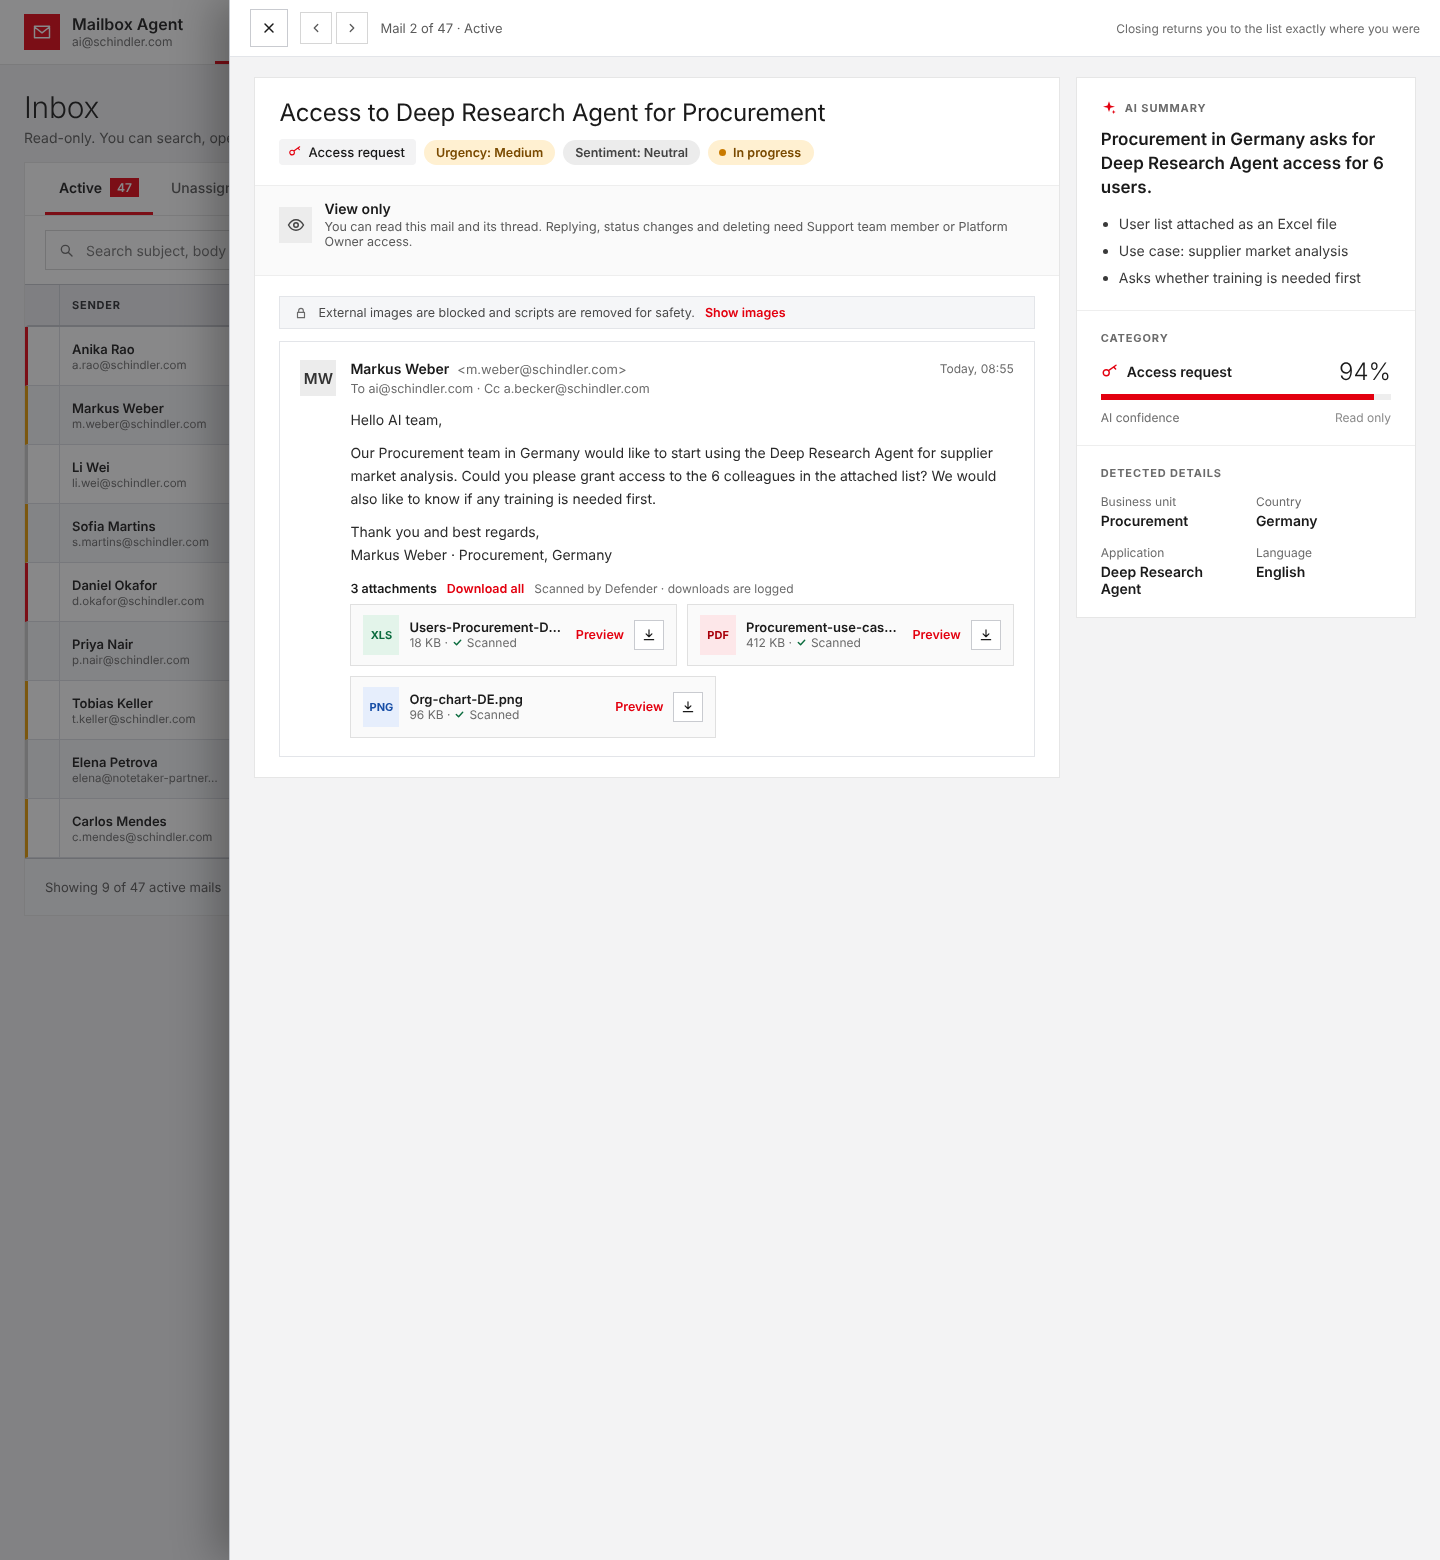 Mailbox Agent
ai@schindler.com
Inbox
Read-only. You can search, ope
Active 47 Unassign
Search subject, body
SENDER
Anika Rao
a.rao@schindler.com
Markus Weber
m.weber@schindler.com
Li Wei
li.wei@schindler.com
Sofia Martins
s.martins@schindler.com
Daniel Okafor
d.okafor@schindler.com
Priya Nair
p.nair@schindler.com
Tobias Keller
t.keller@schindler.com
Elena Petrova
elena@notetaker-partner...
Carlos Mendes
c.mendes@schindler.com
Showing 9 of 47 active mails
Mail 2 of 47 · Active
Closing returns you to the list exactly where you were
Access to Deep Research Agent for Procurement
Access request Urgency: Medium Sentiment: Neutral In progress
View only
You can read this mail and its thread. Replying, status changes and deleting need Support team member or Platform
Owner access.
External images are blocked and scripts are removed for safety. Show images
MW
Markus Weber <m.weber@schindler.com>
Today, 08:55
To ai@schindler.com · Cc a.becker@schindler.com
Hello AI team,
Our Procurement team in Germany would like to start using the Deep Research Agent for supplier
market analysis. Could you please grant access to the 6 colleagues in the attached list? We would
also like to know if any training is needed first.
Thank you and best regards,
Markus Weber · Procurement, Germany
3 attachments Download all Scanned by Defender · downloads are logged
XLS
Users-Procurement-D...
18 KB · Scanned
Preview
PDF
Procurement-use-cas...
412 KB · Scanned
Preview
PNG
Org-chart-DE.png
96 KB · Scanned
Preview
AI SUMMARY
Procurement in Germany asks for
Deep Research Agent access for 6
users.
• User list attached as an Excel file
• Use case: supplier market analysis
• Asks whether training is needed first
CATEGORY
Access request 94%
AI confidence Read only
DETECTED DETAILS
Business unit Country
Procurement Germany
Application Language
Deep Research English
Agent